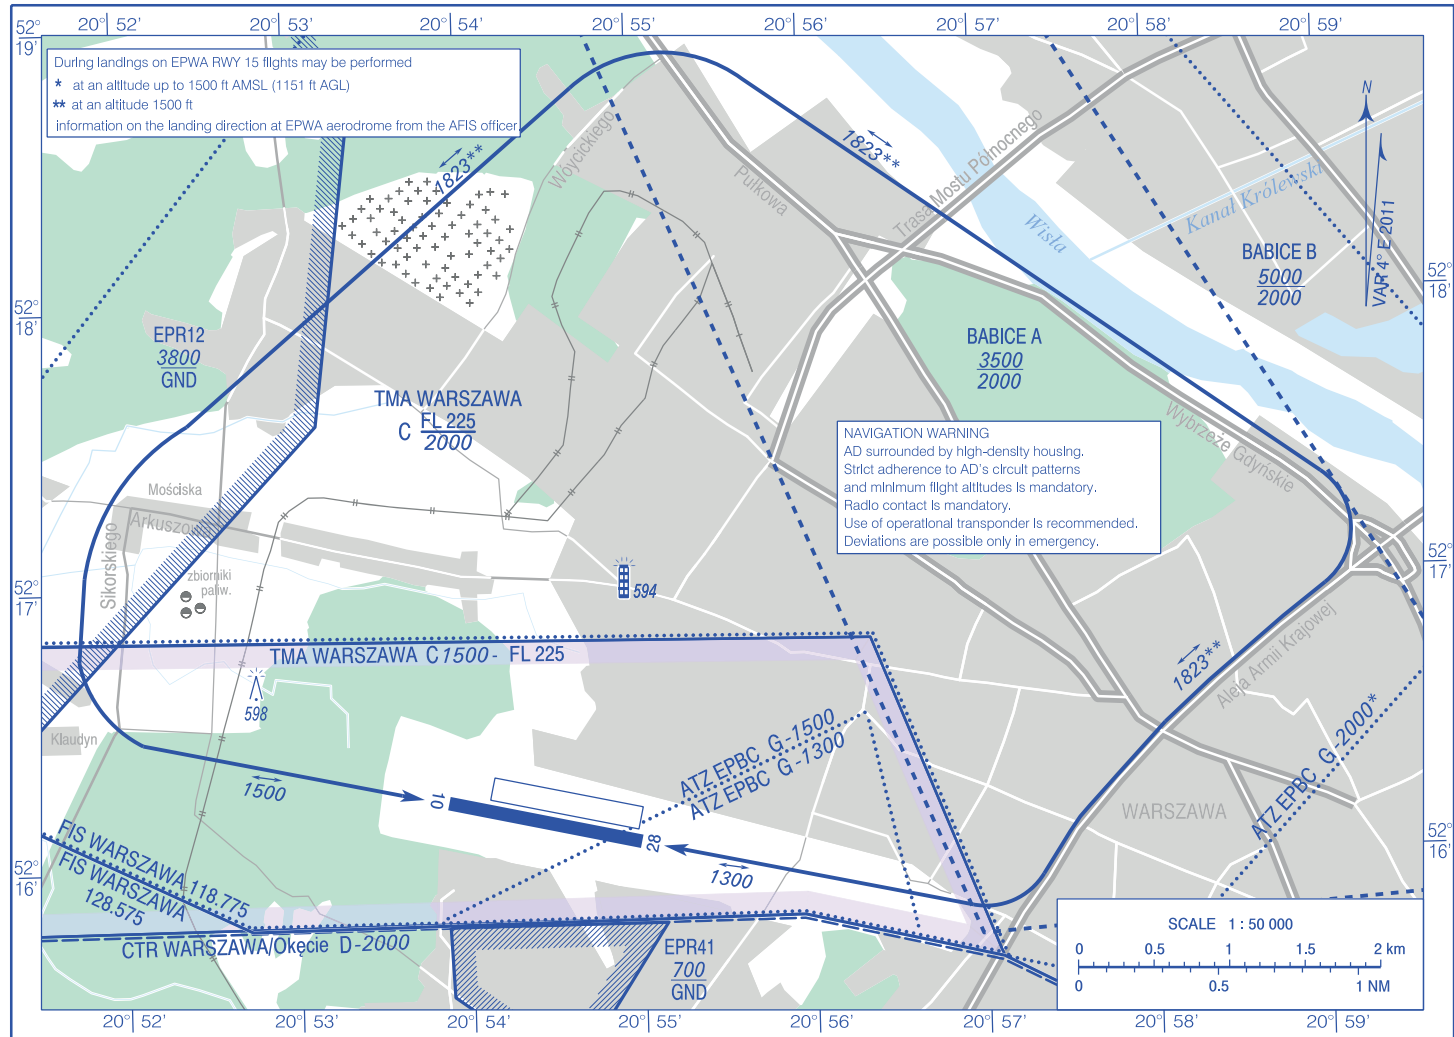 20° 52'
20° 53'
20° 54'
20° 55'
20° 56'
20° 57'
20° 58'
20° 59'
52°
19'
During landings on EPWA RWY 15 flights may be performed
* at an altitude up to 1500 ft AMSL (1151 ft AGL)
** at an altitude 1500 ft
information on the landing direction at EPWA aerodrome from the AFIS officer
Wóycickiego
1823**
1823**
Pułkowa
Trasa Mostu Północnego
Wisła
Kanał Królewski
N
VAR 4° E 2011
BABICE B
5000
2000
52°
18'
52°
18'
EPR12
3800
GND
BABICE A
3500
2000
TMA WARSZAWA
C FL 225
2000
Wybrzeże Gdyńskie
NAVIGATION WARNING
AD surrounded by high-density housing.
Strict adherence to AD's circuit patterns
and minimum flight altitudes is mandatory.
Radio contact is mandatory.
Use of operational transponder is recommended.
Deviations are possible only in emergency.
Mościska
Arkuszowa
Sikorskiego
zbiorniki
paliw.
594
52°
17'
52°
17'
TMA WARSZAWA C 1500 - FL 225
1823**
Aleja Armii Krajowej
598
Klaudyn
ATZ EPBC G-1500
ATZ EPBC G-1300
ATZ EPBC G-2000*
1500
10
28
1300
WARSZAWA
52°
16'
52°
16'
FIS WARSZAWA 118.775
FIS WARSZAWA
128.575
CTR WARSZAWA/Okęcie D-2000
EPR41
700
GND
SCALE 1 : 50 000
0 0.5 1 1.5 2 km
0 0.5 1 NM
20° 52'
20° 53'
20° 54'
20° 55'
20° 56'
20° 57'
20° 58'
20° 59'